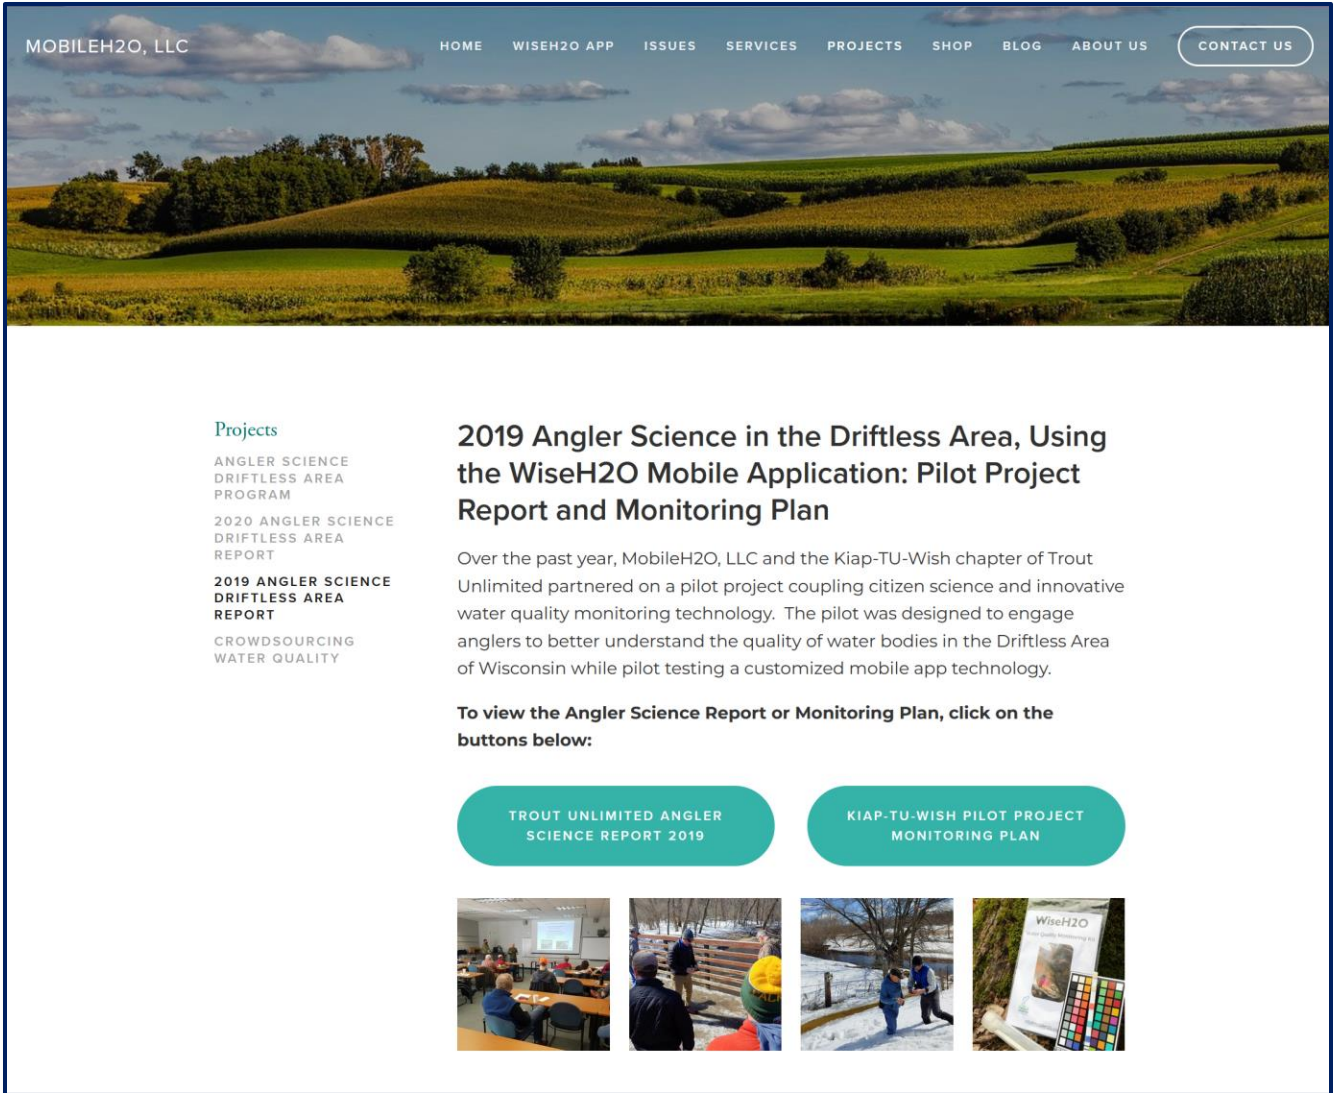 MOBILEH2O, LLC
HOME WISEH2O APP ISSUES SERVICES PROJECTS SHOP BLOG ABOUT US CONTACT US
Projects
ANGLER SCIENCE
DRIFTLESS AREA
PROGRAM
2020 ANGLER SCIENCE
DRIFTLESS AREA
REPORT
2019 ANGLER SCIENCE
DRIFTLESS AREA
REPORT
CROWDSOURCING
WATER QUALITY
2019 Angler Science in the Driftless Area, Using
the WiseH2O Mobile Application: Pilot Project
Report and Monitoring Plan
Over the past year, MobileH2O, LLC and the Kiap-TU-Wish chapter of Trout
Unlimited partnered on a pilot project coupling citizen science and innovative
water quality monitoring technology.  The pilot was designed to engage
anglers to better understand the quality of water bodies in the Driftless Area
of Wisconsin while pilot testing a customized mobile app technology.
To view the Angler Science Report or Monitoring Plan, click on the
buttons below:
TROUT UNLIMITED ANGLER
SCIENCE REPORT 2019
KIAP-TU-WISH PILOT PROJECT
MONITORING PLAN
WiseH2O
Quality Monitoring Kit